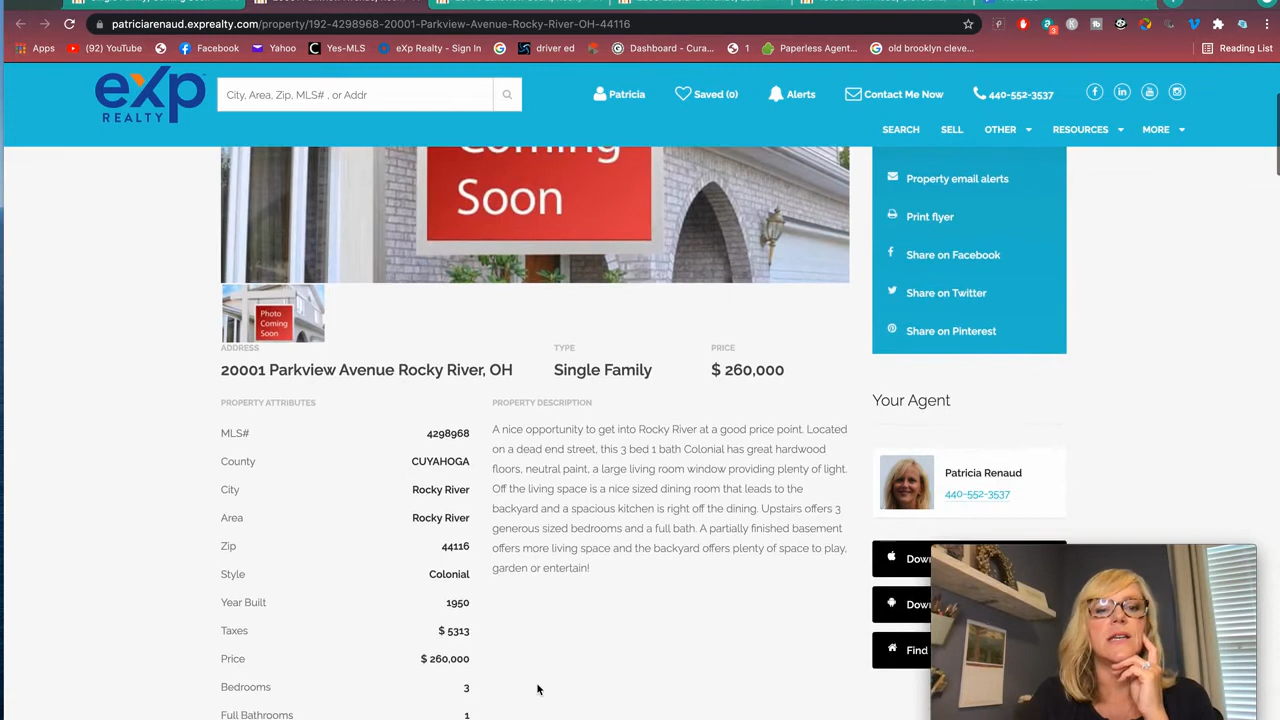 patriciarenaud.exprealty.com/property/192-4298968-20001-Parkview-Avenue-Rocky-River-OH-44116
Apps (92) YouTube Facebook Yahoo Yes-MLS eXp Realty - Sign In driver ed Dashboard - Cura... 1 Paperless Agent... old brooklyn cleve... Reading List
eXp
REALTY
City, Area, Zip, MLS# , or Addr
Patricia Saved (0) Alerts Contact Me Now 440-552-3537
SEARCH SELL OTHER RESOURCES MORE
Coming
Soon
Property email alerts
Print flyer
Share on Facebook
Share on Twitter
Share on Pinterest
Photo
Coming
Soon
ADDRESS TYPE PRICE
20001 Parkview Avenue Rocky River, OH Single Family $ 260,000
PROPERTY ATTRIBUTES
MLS# 4298968
County CUYAHOGA
City Rocky River
Area Rocky River
Zip 44116
Style Colonial
Year Built 1950
Taxes $ 5313
Price $ 260,000
Bedrooms 3
Full Bathrooms 1
PROPERTY DESCRIPTION
A nice opportunity to get into Rocky River at a good price point. Located
on a dead end street, this 3 bed 1 bath Colonial has great hardwood
floors, neutral paint, a large living room window providing plenty of light.
Off the living space is a nice sized dining room that leads to the
backyard and a spacious kitchen is right off the dining. Upstairs offers 3
generous sized bedrooms and a full bath. A partially finished basement
offers more living space and the backyard offers plenty of space to play,
garden or entertain!
Your Agent
Patricia Renaud
440-552-3537
Dow
Dow
Find